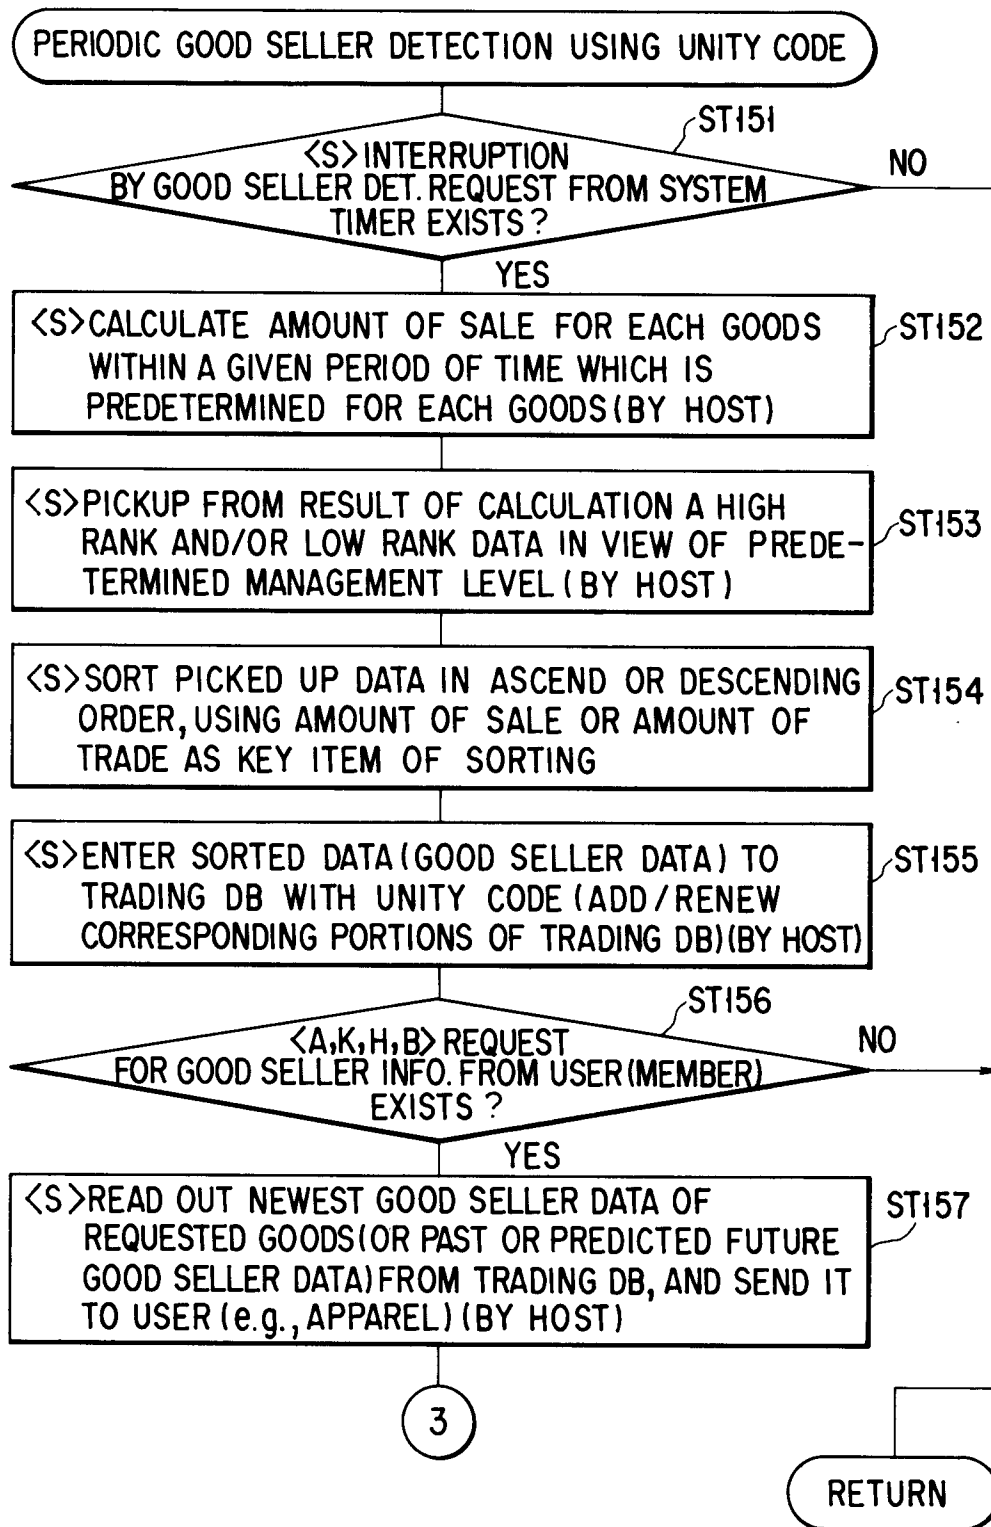 PERIODIC GOOD SELLER DETECTION USING UNITY CODE
ST151
<S> INTERRUPTION
BY GOOD SELLER DET. REQUEST FROM SYSTEM
TIMER EXISTS?
NO
YES
<S> CALCULATE AMOUNT OF SALE FOR EACH GOODS
WITHIN A GIVEN PERIOD OF TIME WHICH IS
PREDETERMINED FOR EACH GOODS (BY HOST)
ST152
<S> PICKUP FROM RESULT OF CALCULATION A HIGH
RANK AND/OR LOW RANK DATA IN VIEW OF PREDE-
TERMINED MANAGEMENT LEVEL (BY HOST)
ST153
<S> SORT PICKED UP DATA IN ASCEND OR DESCENDING
ORDER, USING AMOUNT OF SALE OR AMOUNT OF
TRADE AS KEY ITEM OF SORTING
ST154
<S> ENTER SORTED DATA (GOOD SELLER DATA) TO
TRADING DB WITH UNITY CODE (ADD/RENEW
CORRESPONDING PORTIONS OF TRADING DB) (BY HOST)
ST155
ST156
<A,K,H,B> REQUEST
FOR GOOD SELLER INFO. FROM USER (MEMBER)
EXISTS?
NO
YES
<S> READ OUT NEWEST GOOD SELLER DATA OF
REQUESTED GOODS (OR PAST OR PREDICTED FUTURE
GOOD SELLER DATA) FROM TRADING DB, AND SEND IT
TO USER (e.g., APPAREL) (BY HOST)
ST157
3
RETURN